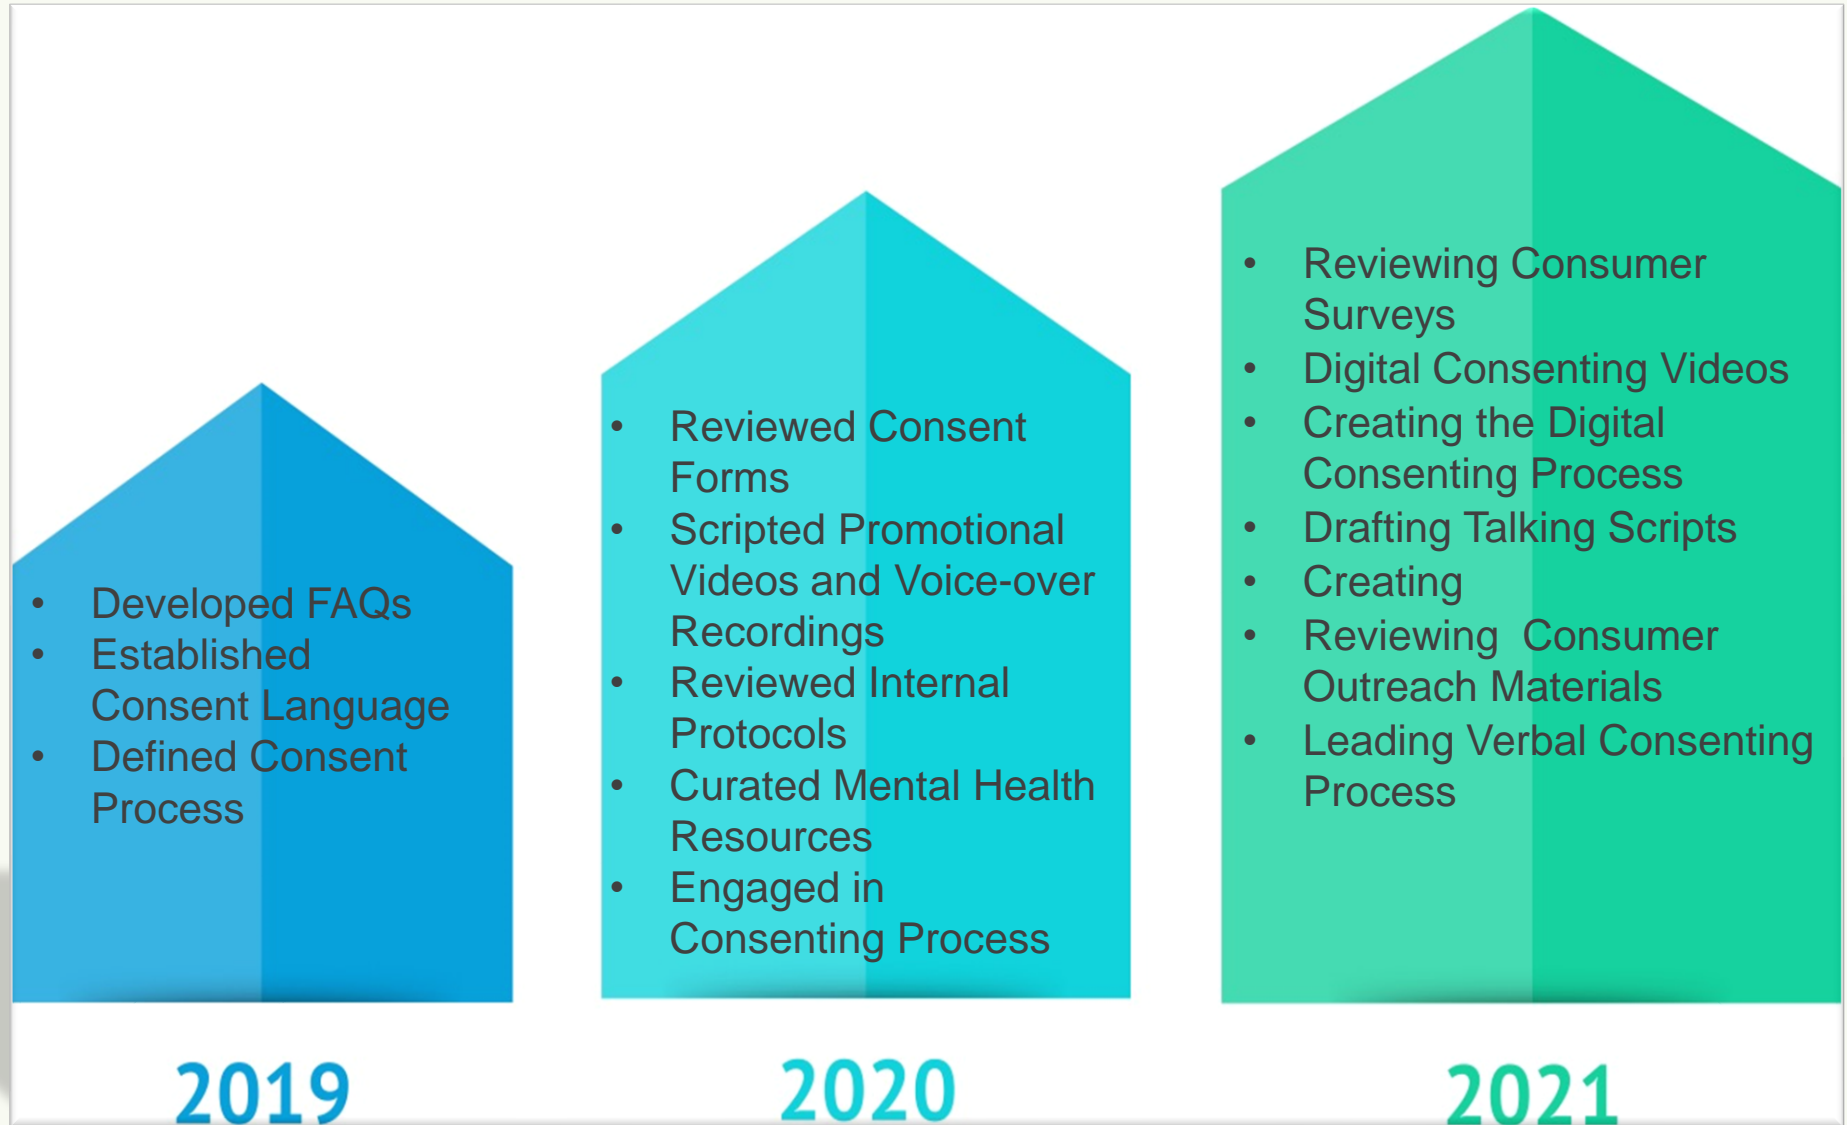 • Developed FAQs
• Established
Consent Language
• Defined Consent
Process
2019
• Reviewed Consent
Forms
• Scripted Promotional
Videos and Voice-over
Recordings
• Reviewed Internal
Protocols
• Curated Mental Health
Resources
• Engaged in
Consenting Process
2020
• Reviewing Consumer
Surveys
• Digital Consenting Videos
• Creating the Digital
Consenting Process
• Drafting Talking Scripts
• Creating
• Reviewing  Consumer
Outreach Materials
• Leading Verbal Consenting
Process
2021